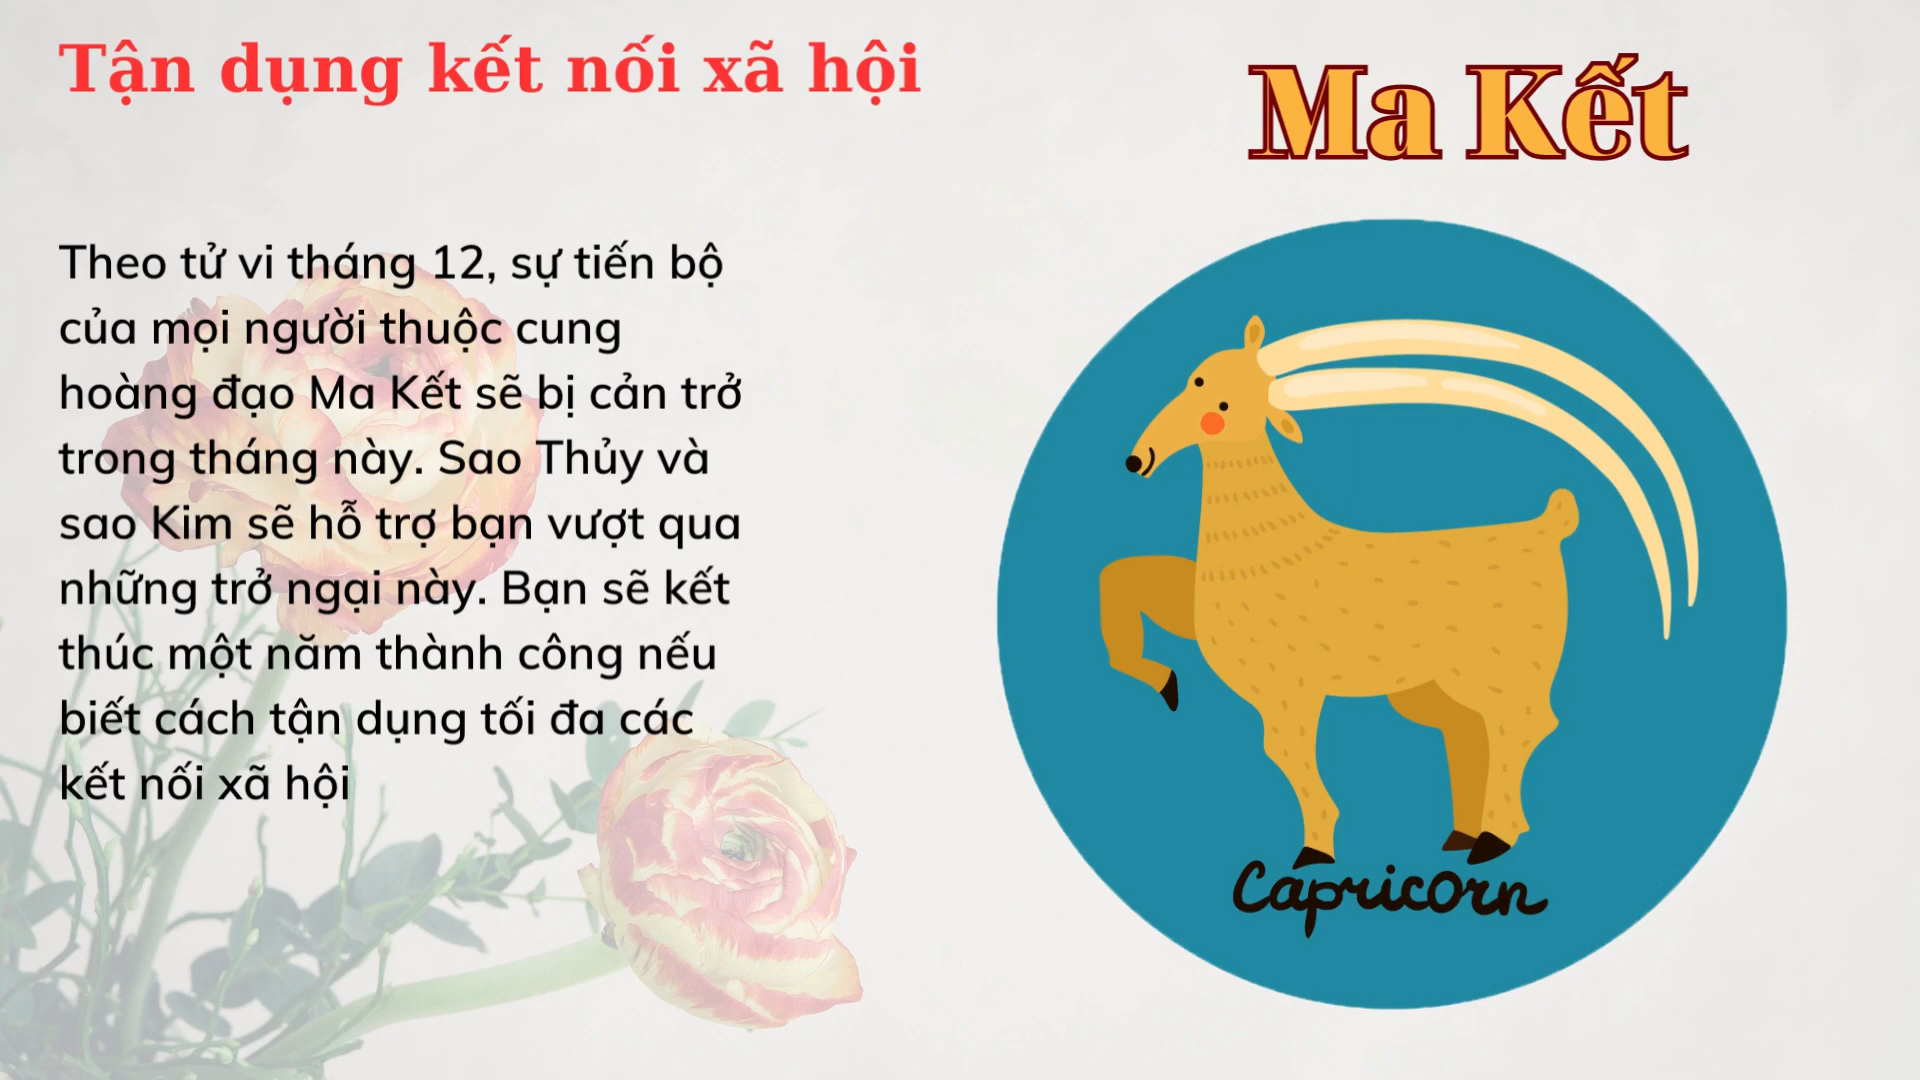 Tận dụng kết nối xã hội
Ma Kết
Theo tử vi tháng 12, sự tiến bộ
của mọi người thuộc cung
hoàng đạo Ma Kết sẽ bị cản trở
trong tháng này. Sao Thủy và
sao Kim sẽ hỗ trợ bạn vượt qua
những trở ngại này. Bạn sẽ kết
thúc một năm thành công nếu
biết cách tận dụng tối đa các
kết nối xã hội
Capricorn